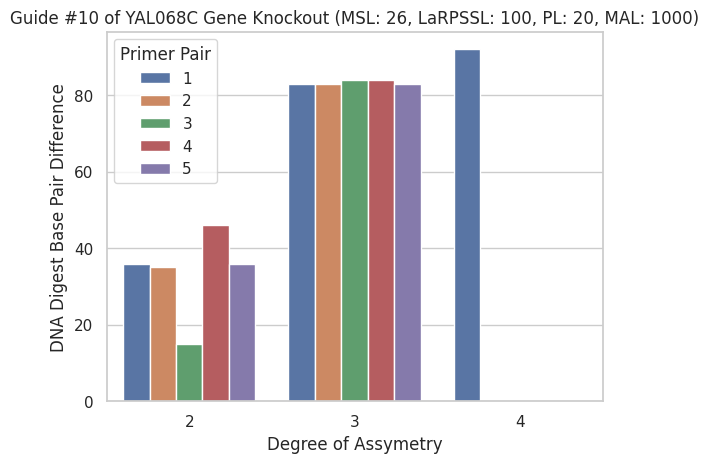 Guide #10 of YAL068C Gene Knockout (MSL: 26, LaRPSSL: 100, PL: 20, MAL: 1000)
Primer Pair
1
2
3
4
5
DNA Digest Base Pair Difference
80
60
40
20
0
2 3 4
Degree of Assymetry